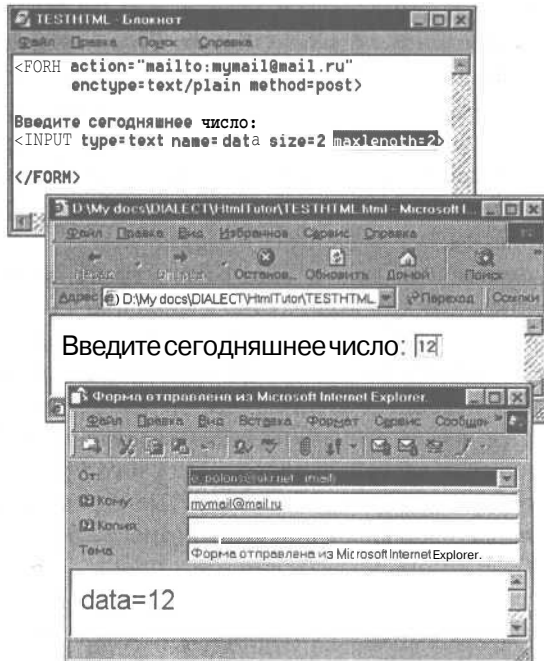 TESTHTML - Блокнот
Файл Правка Поиск Справка
<FORH action="mailto:mymail@mail.ru"
enctype=text/plain method=post>
Введите сегодняшнее число:
<INPUT type=text name=data size=2 maxlength=2>
</FORM>
D:\My docs\DIALECT\HtmlTutor\TESTHTML.html - Microsoft I...
Файл Правка Вид Избранное Сервис Справка
Останов... Обновить Домой Поиск
Адрес D:\My docs\DIALECT\HtmlTutor\TESTHTML Переход Ссылки
Введите сегодняшнее число: 12
Форма отправлена из Microsoft Internet Explorer.
Файл Правка Вид Вставка Формат Сервис Сообщен »
От:
Кому: mymail@mail.ru
Копия:
Тема: Форма отправлена из Microsoft Internet Explorer.
data=12